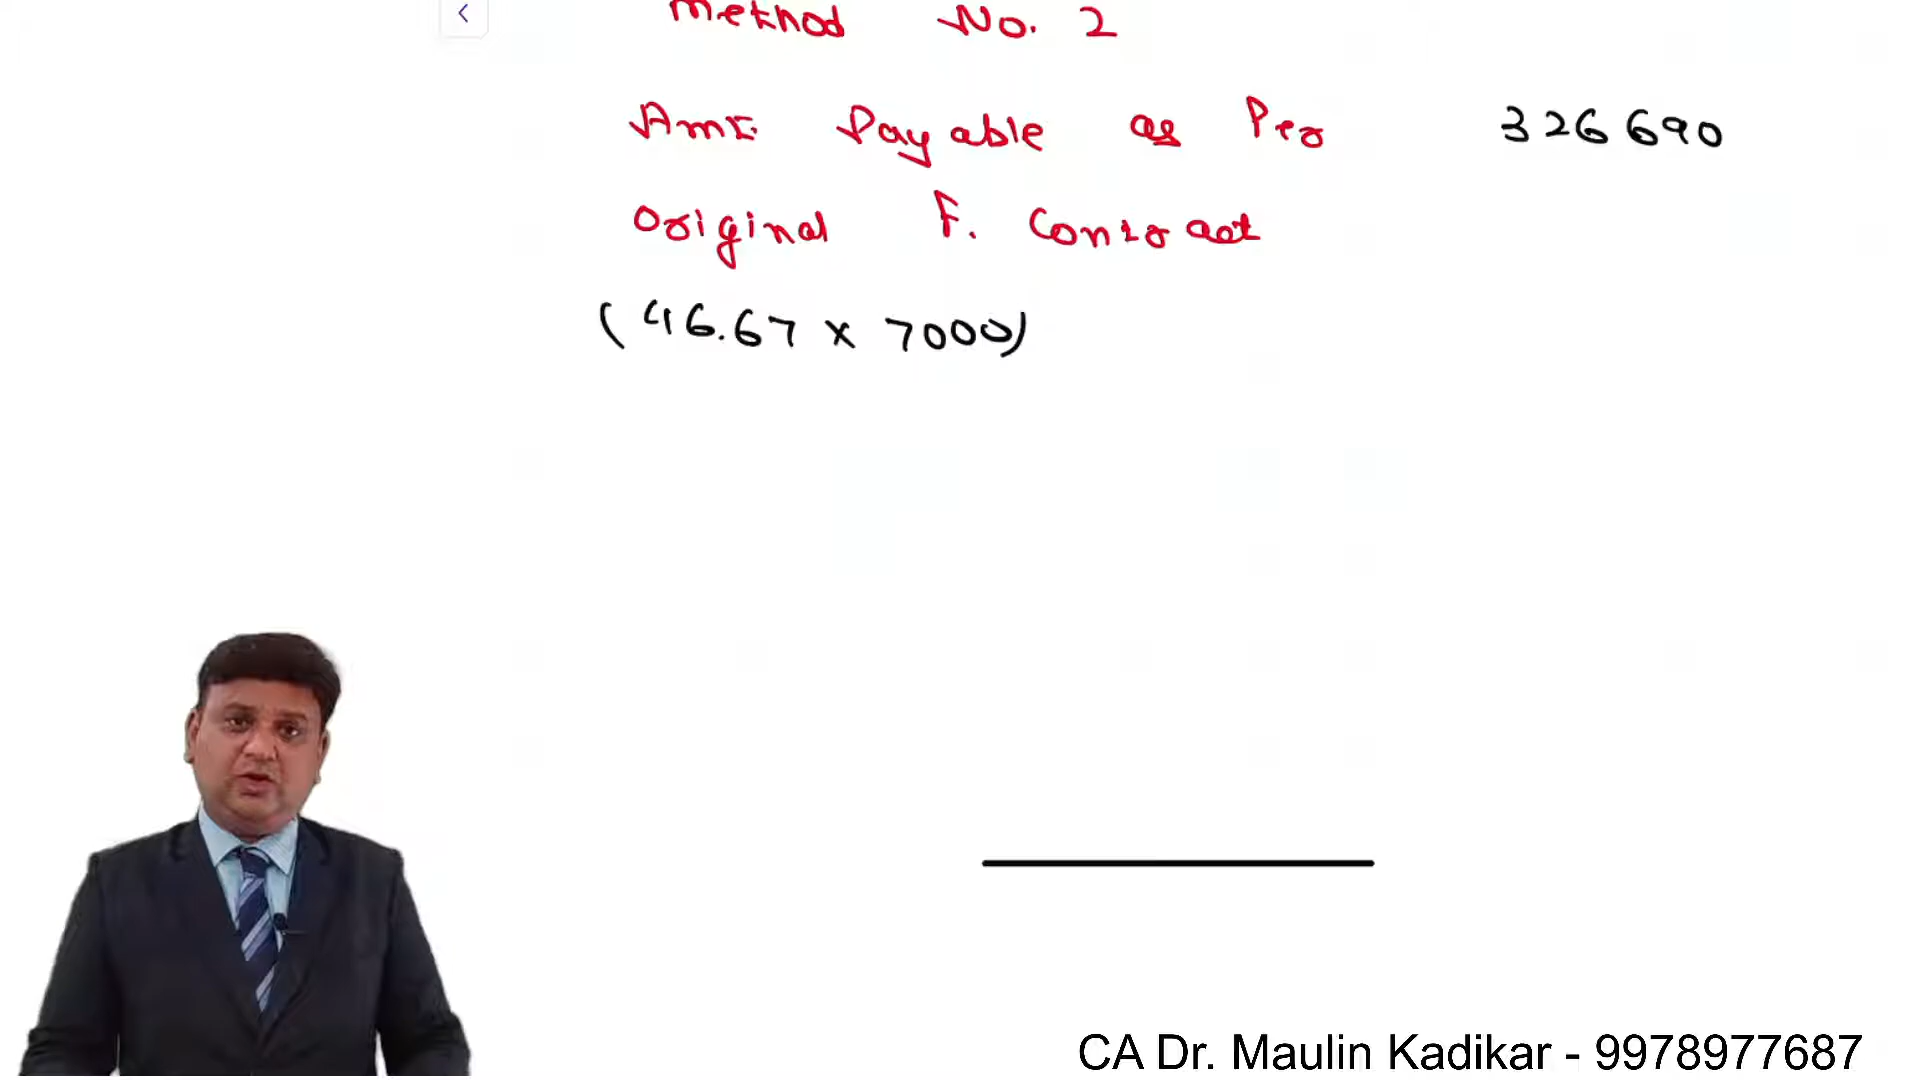 Method No. 2
Amt. Payable as Per 326690
Original F. Contract
(46.67 x 7000)
CA Dr. Maulin Kadikar - 9978977687